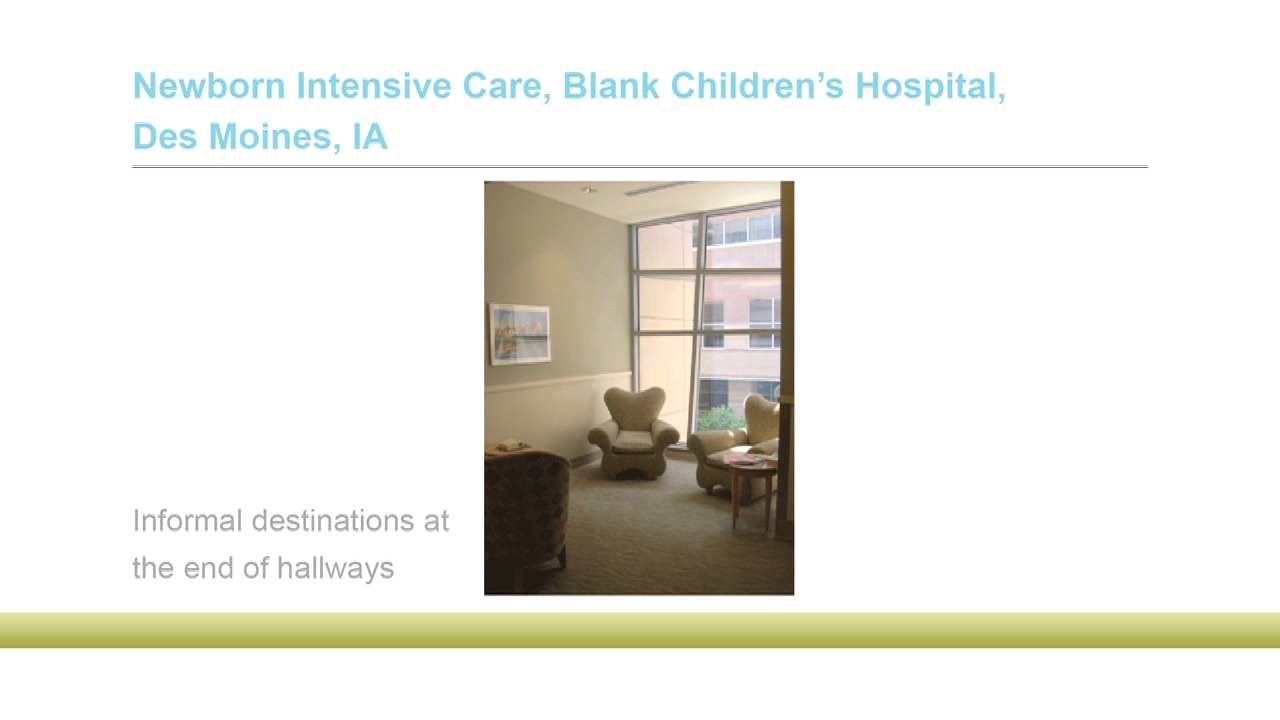 Newborn Intensive Care, Blank Children’s Hospital,
Des Moines, IA
Informal destinations at
the end of hallways